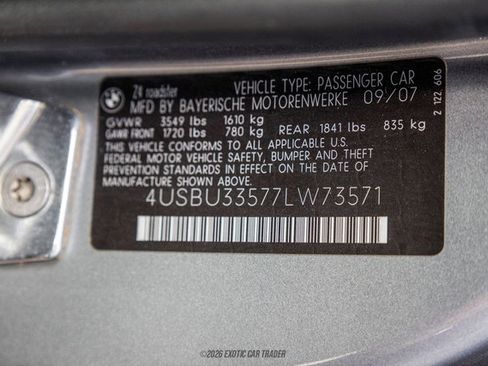 Z4 roadster VEHICLE TYPE: PASSENGER CAR
MFD BY BAYERISCHE MOTORENWERKE 09/07
GVWR 3549 lbs 1610 kg
GAWR FRONT 1720 lbs 780 kg REAR 1841 lbs 835 kg
THIS VEHICLE CONFORMS TO ALL APPLICABLE U.S.
FEDERAL MOTOR VEHICLE SAFETY, BUMPER AND THEFT
PREVENTION STANDARDS IN EFFECT ON THE DATE OF
MANUFACTURE SHOWN ABOVE.
4USBU33577LW73571
2 122 606
©2026 EXOTIC CAR TRADER